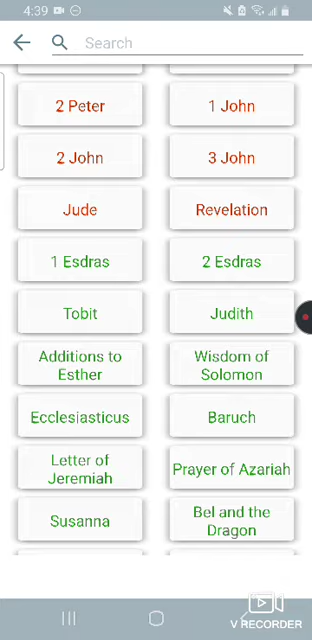 4:39
Search
2 Peter
1 John
2 John
3 John
Jude
Revelation
1 Esdras
2 Esdras
Tobit
Judith
Additions to
Esther
Wisdom of
Solomon
Ecclesiasticus
Baruch
Letter of
Jeremiah
Prayer of Azariah
Susanna
Bel and the
Dragon
V RECORDER